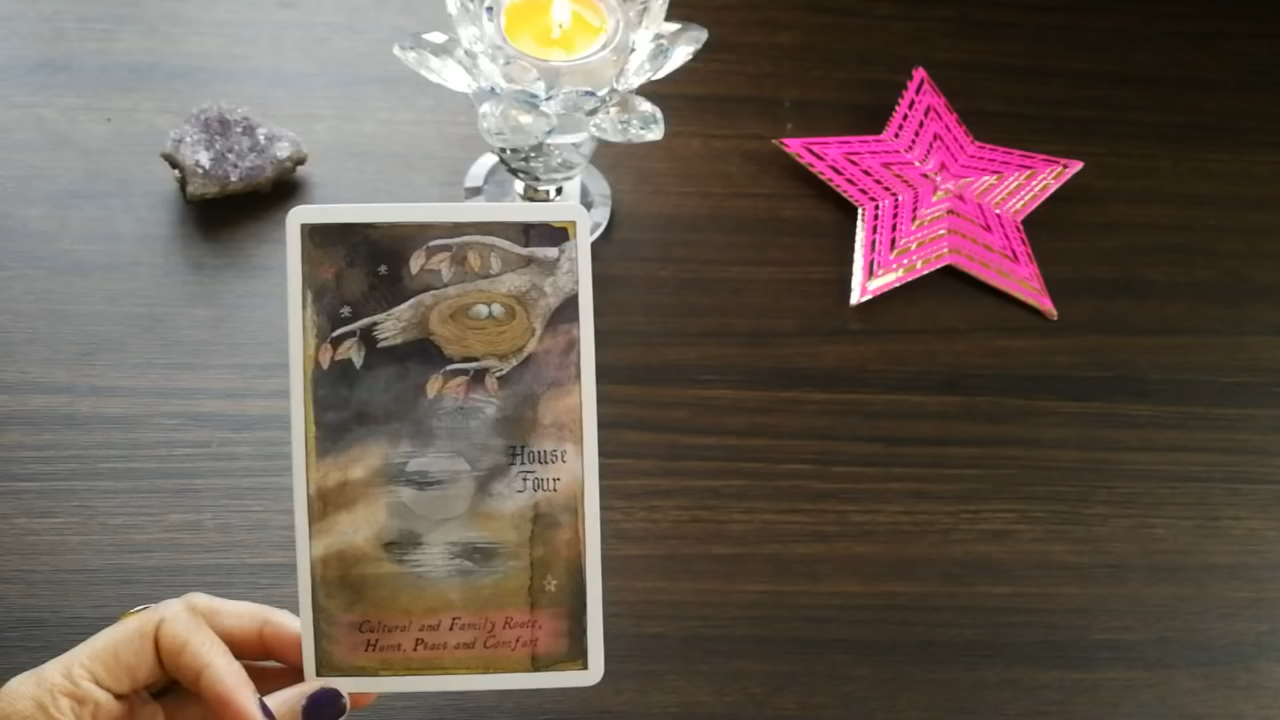 House
Four
Cultural and Family Roots,
Home, Peace and Comfort